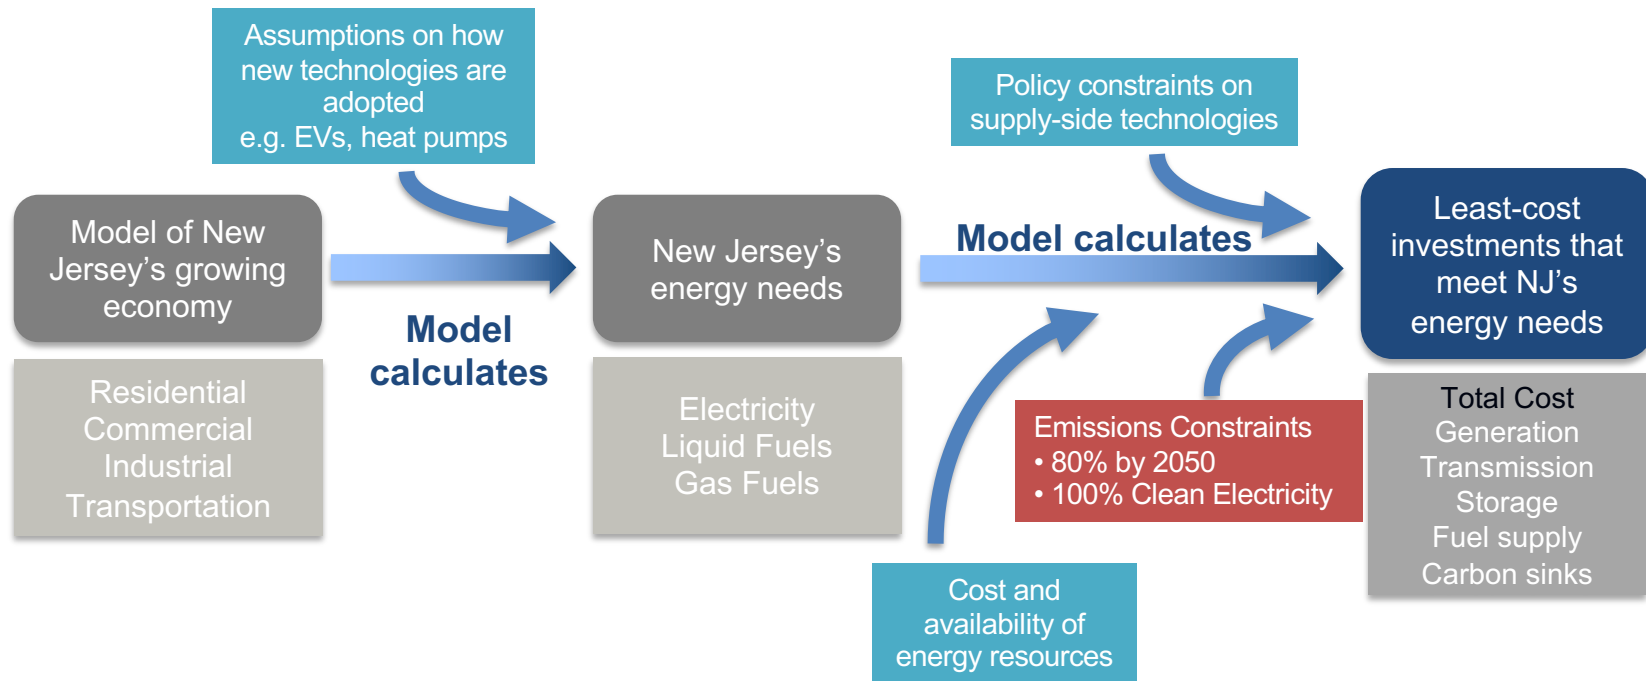 Assumptions on how
new technologies are
adopted
e.g. EVs, heat pumps
Policy constraints on
supply-side technologies
Model of New
Jersey’s growing
economy
Model
calculates
New Jersey’s
energy needs
Model calculates
Least-cost
investments that
meet NJ’s
energy needs
Residential
Commercial
Industrial
Transportation
Electricity
Liquid Fuels
Gas Fuels
Emissions Constraints
• 80% by 2050
• 100% Clean Electricity
Total Cost
Generation
Transmission
Storage
Fuel supply
Carbon sinks
Cost and
availability of
energy resources